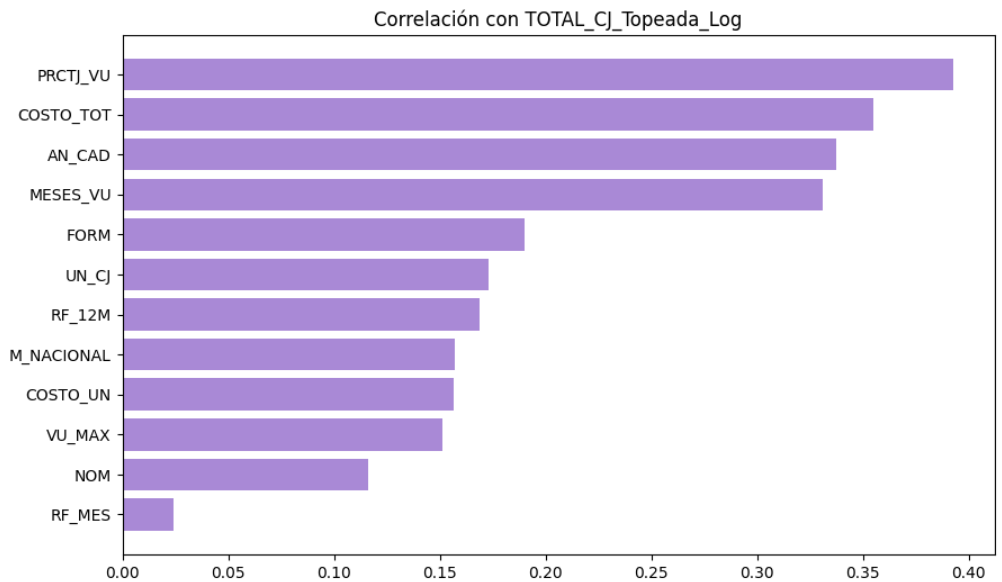 Correlación con TOTAL_CJ_Topeada_Log
PRCTJ_VU
COSTO_TOT
AN_CAD
MESES_VU
FORM
UN_CJ
RF_12M
M_NACIONAL
COSTO_UN
VU_MAX
NOM
RF_MES
0.00 0.05 0.10 0.15 0.20 0.25 0.30 0.35 0.40